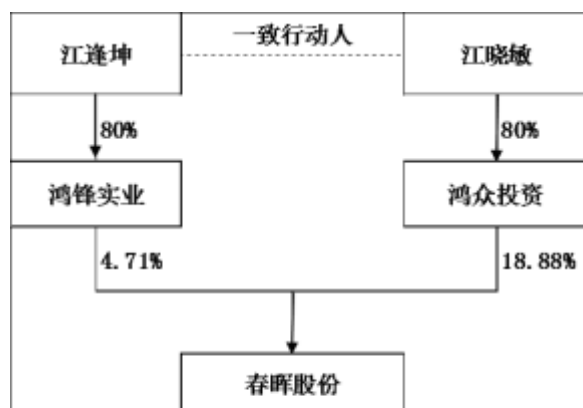 一致行动人
江逢坤
江晓敏
80%
80%
鸿锋实业
鸿众投资
4.71%
18.88%
春晖股份